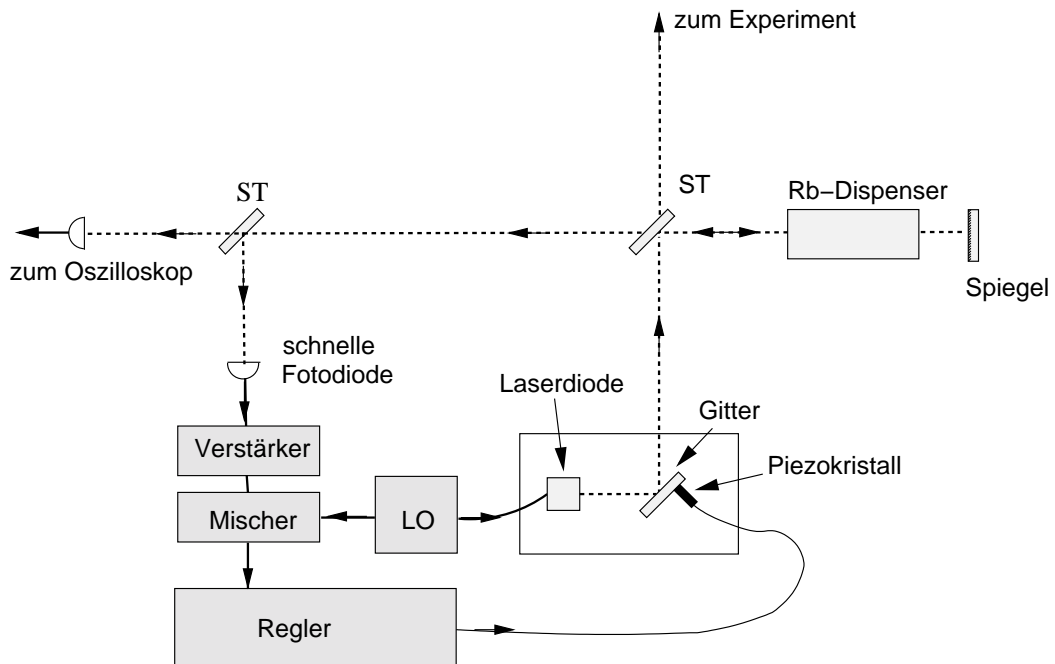 zum Experiment
ST
ST
Rb−Dispenser
zum Oszilloskop
Spiegel
schnelle
Fotodiode
Laserdiode
Gitter
Verstärker
Piezokristall
Mischer
LO
Regler